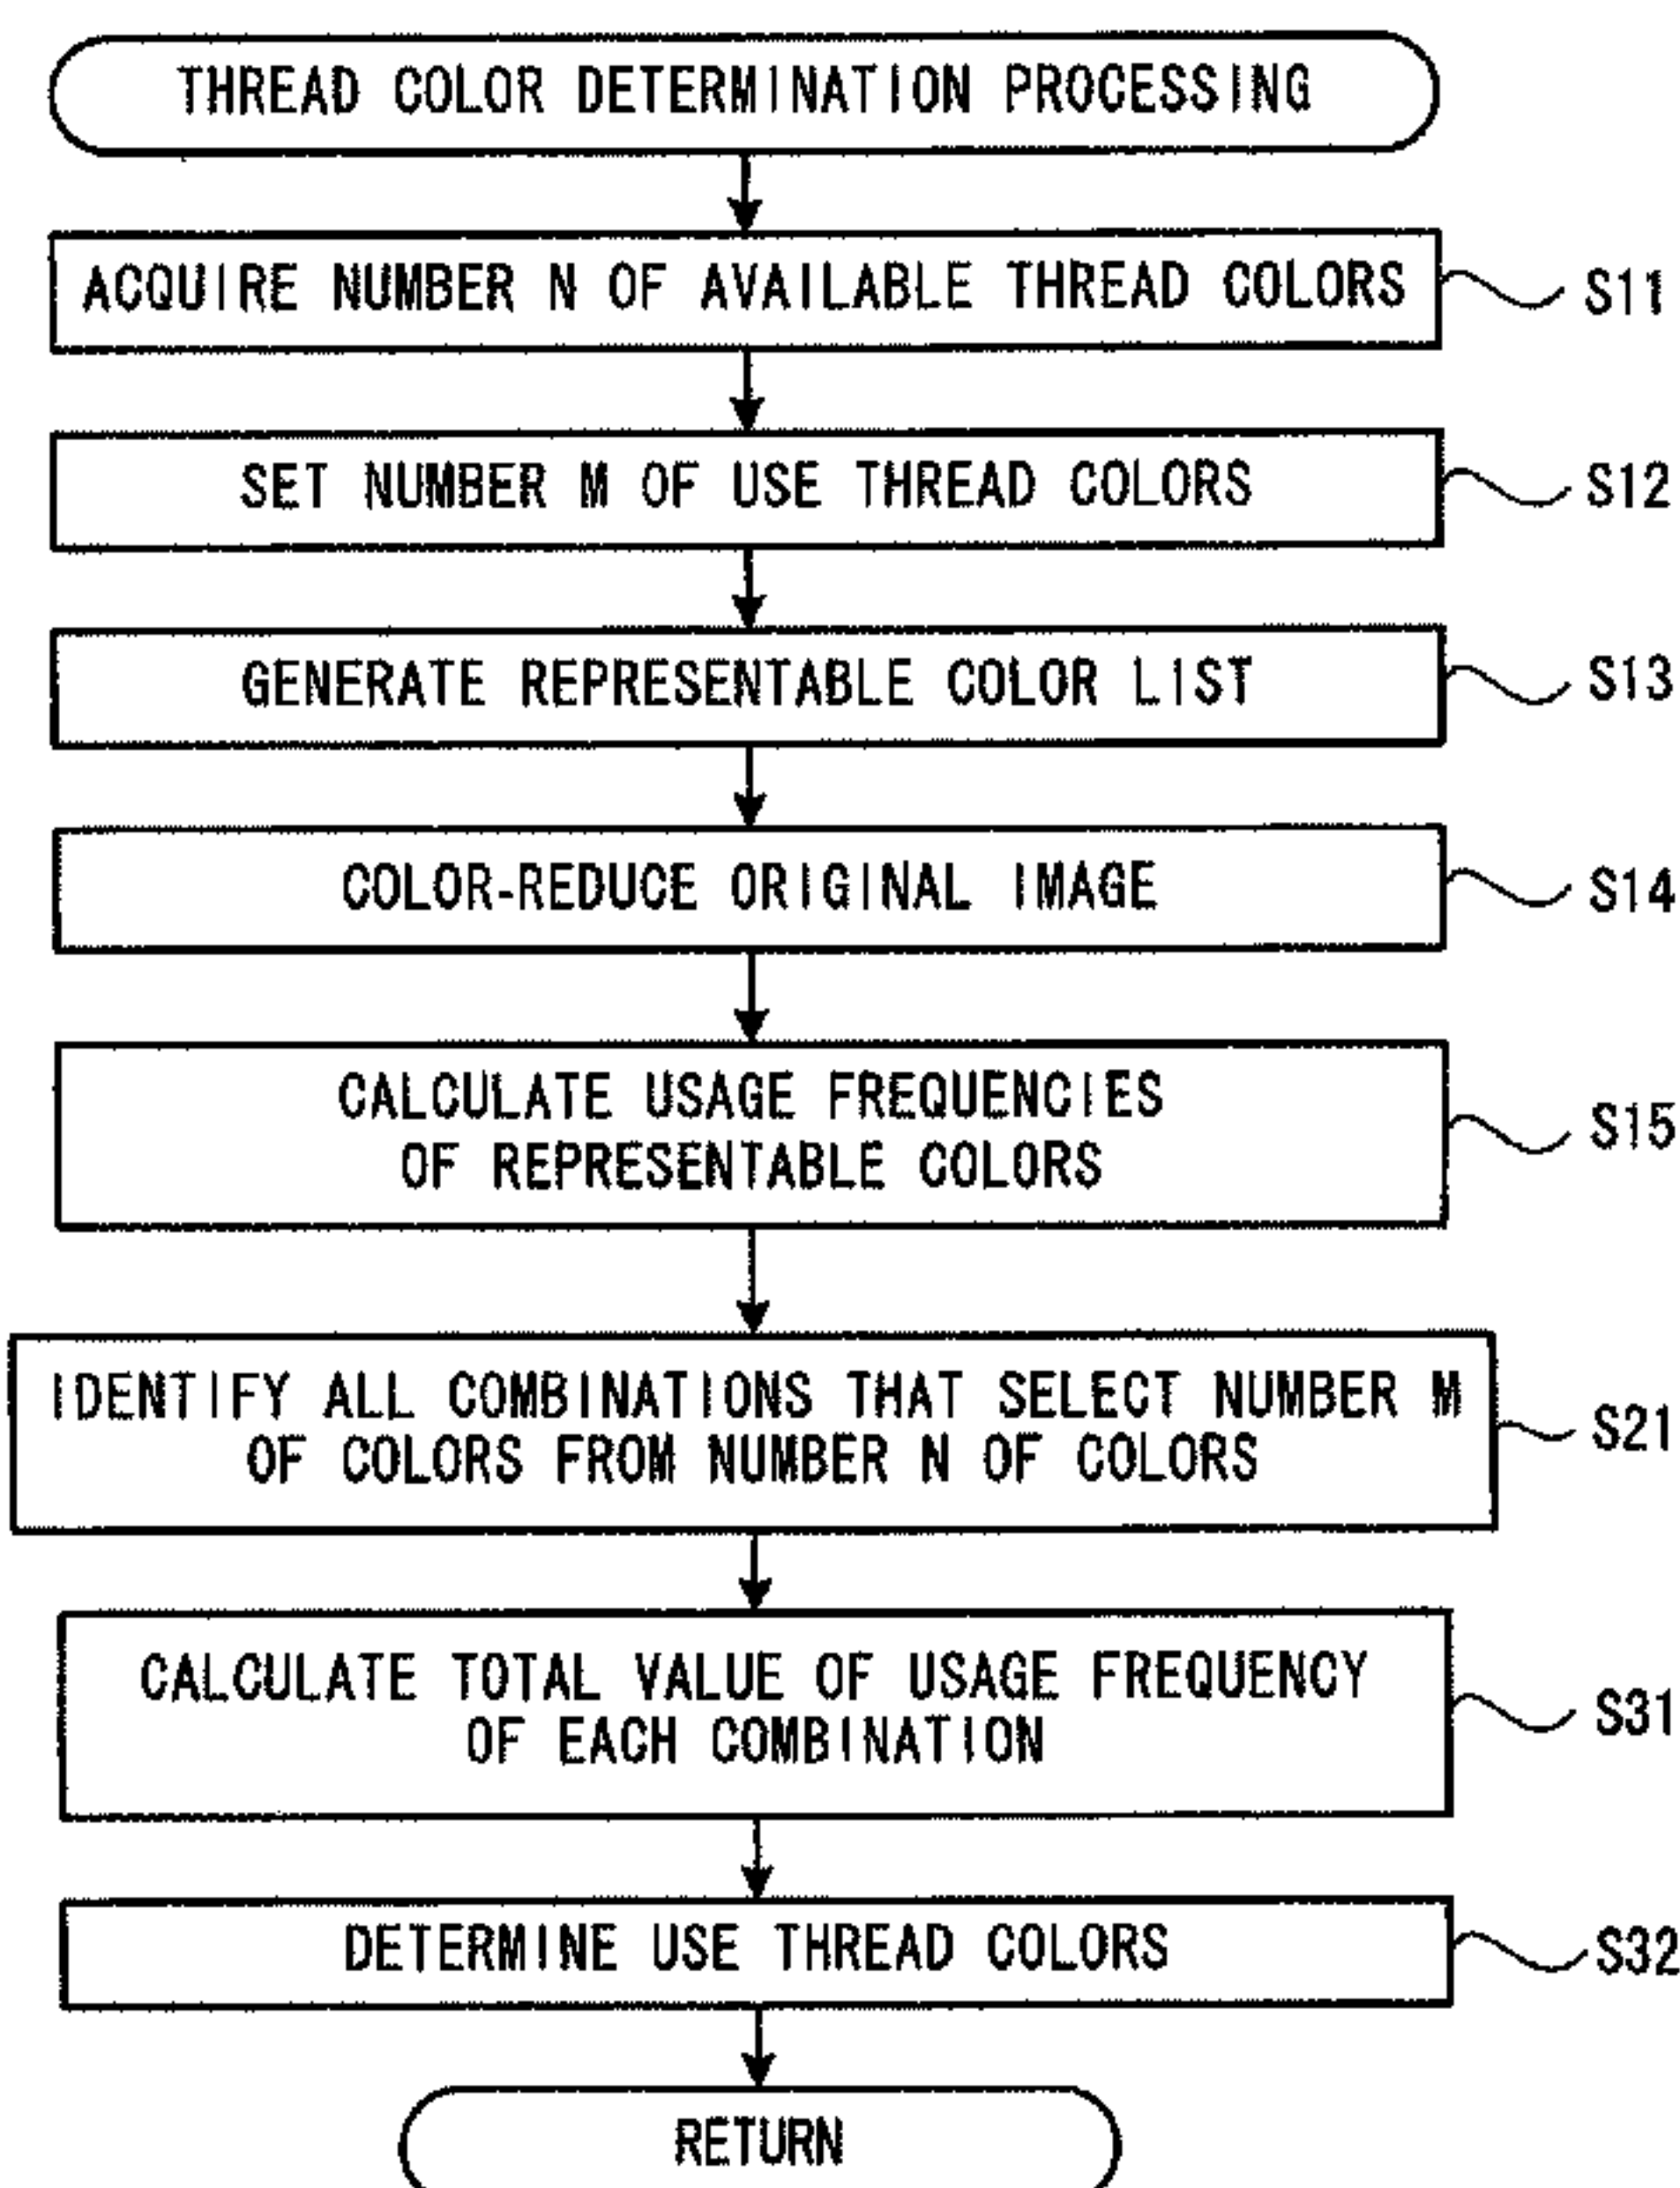 THREAD COLOR DETERMINATION PROCESSING
ACQUIRE NUMBER N OF AVAILABLE THREAD COLORS
S11
SET NUMBER M OF USE THREAD COLORS
S12
GENERATE REPRESENTABLE COLOR LIST
S13
COLOR-REDUCE ORIGINAL IMAGE
S14
CALCULATE USAGE FREQUENCIES
OF REPRESENTABLE COLORS
S15
IDENTIFY ALL COMBINATIONS THAT SELECT NUMBER M
OF COLORS FROM NUMBER N OF COLORS
S21
CALCULATE TOTAL VALUE OF USAGE FREQUENCY
OF EACH COMBINATION
S31
DETERMINE USE THREAD COLORS
S32
RETURN